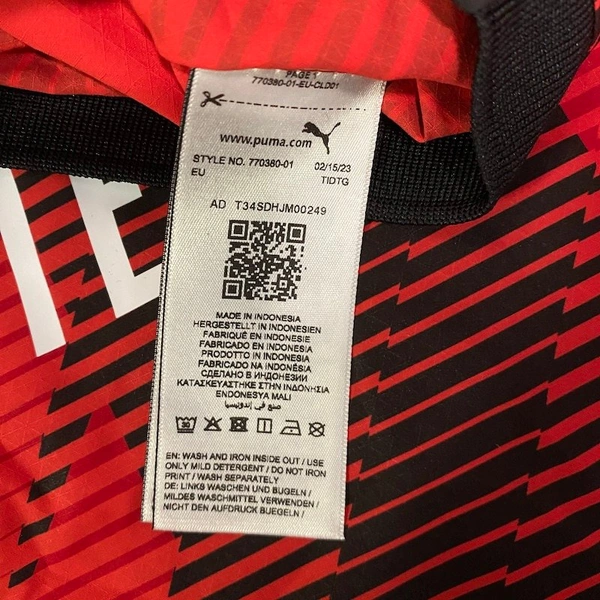 PAGE 1
770380-01-EU-CLD01
www.puma.com
STYLE NO. 770380-01 02/15/23
EU TIDTG
AD T34SDHJM00249
MADE IN INDONESIA
HERGESTELLT IN INDONESIEN
FABRIQUÉ EN INDONESIE
FABRICADO EN INDONESIA
PRODOTTO IN INDONESIA
FABRICADO NA INDONESIA
СДЕЛАНО В ИНДОНЕЗИИ
ΚΑΤΑΣΚΕΥΑΣΤΗΚΕ ΣΤΗΝ ΙΝΔΟΝΗΣΙΑ
ENDONESYA MALI
صنع في إندونيسيا
EN: WASH AND IRON INSIDE OUT / USE
ONLY MILD DETERGENT / DO NOT IRON
PRINT / WASH SEPARATELY
DE: LINKS WASCHEN UND BUGELN /
MILDES WASCHMITTEL VERWENDEN /
NICHT DEN AUFDRUCK BUEGELN /